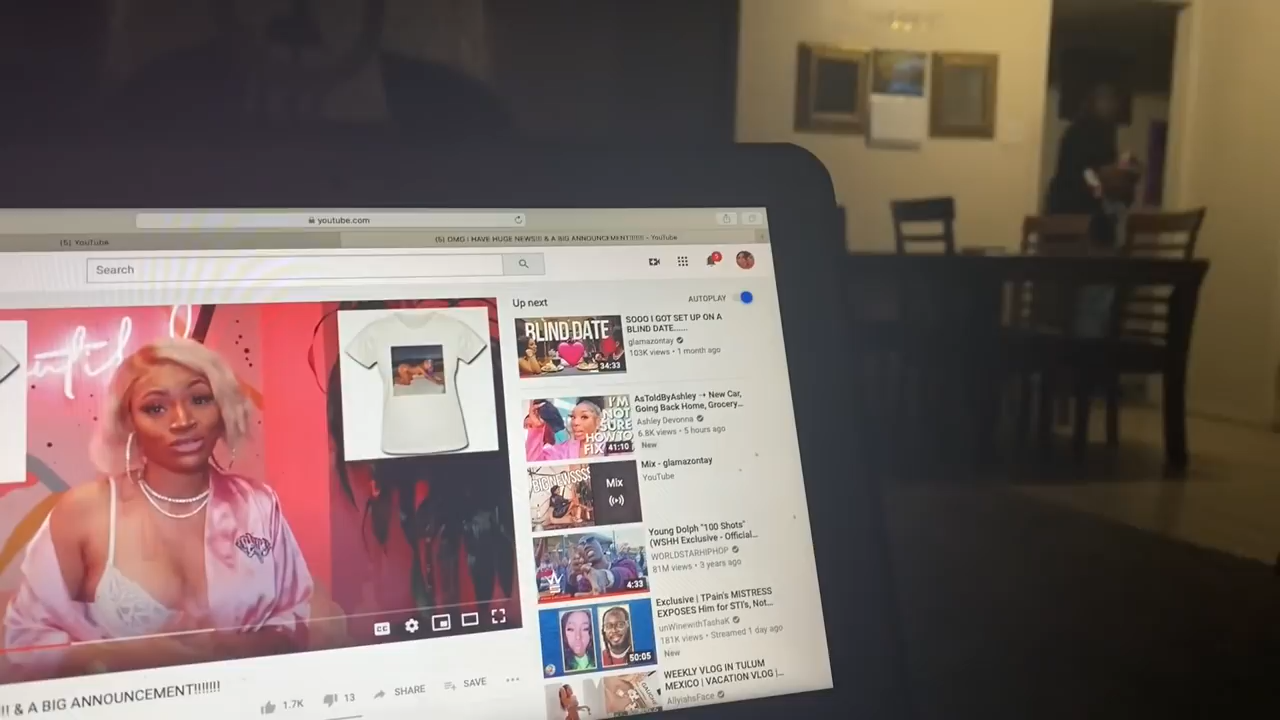 youtube.com
(5) YouTube
(5) OMG I HAVE HUGE NEWS!!! & A BIG ANNOUNCEMENT!!!!!!! - YouTube
Search
5
Up next
AUTOPLAY
BLIND DATE
34:33
SOOO I GOT SET UP ON A
BLIND DATE......
glamazontay
103K views • 1 month ago
I'M
NOT
SURE
HOW TO
FIX
41:10
AsToldByAshley → New Car,
Going Back Home, Grocery...
Ashley Devonna
6.8K views • 5 hours ago
New
BIG NEWSSSS
Mix
Mix - glamazontay
YouTube
4:33
Young Dolph "100 Shots"
(WSHH Exclusive - Official...
WORLDSTARHIPHOP
81M views • 3 years ago
50:05
Exclusive | TPain's MISTRESS
EXPOSES Him for STI's, Not...
unWinewithTashaK
181K views • Streamed 1 day ago
New
WEEKLY VLOG IN TULUM
MEXICO | VACATION VLOG |...
AllyiahsFace
CC
!! & A BIG ANNOUNCEMENT!!!!!!!
1.7K
13
SHARE
SAVE